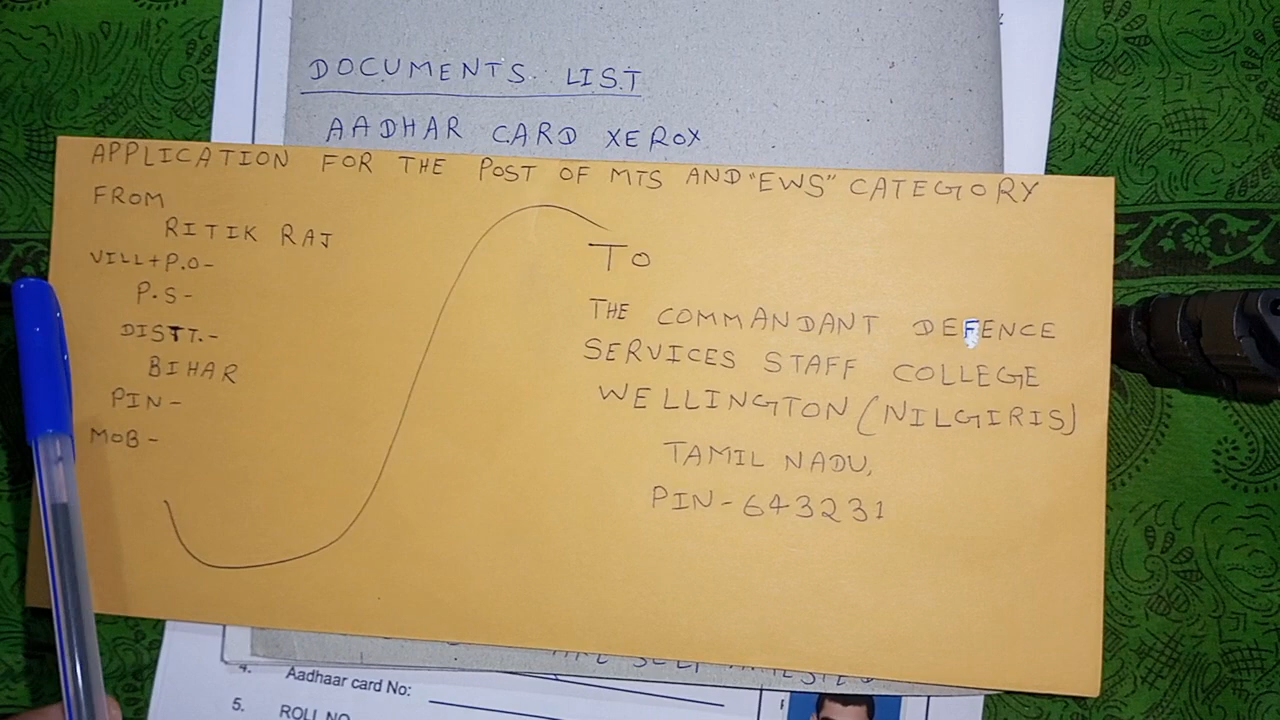 DOCUMENTS LIST
AADHAR CARD XEROX
APPLICATION FOR THE POST OF MTS AND "EWS" CATEGORY
FROM
RITIK RAJ
VILL+P.O-
P.S-
DISTT.-
BIHAR
PIN-
MOB-
TO
THE COMMANDANT DEFENCE
SERVICES STAFF COLLEGE
WELLINGTON (NILGIRIS)
TAMIL NADU,
PIN-643231
4. Aadhaar card No:
5. ROLL NO